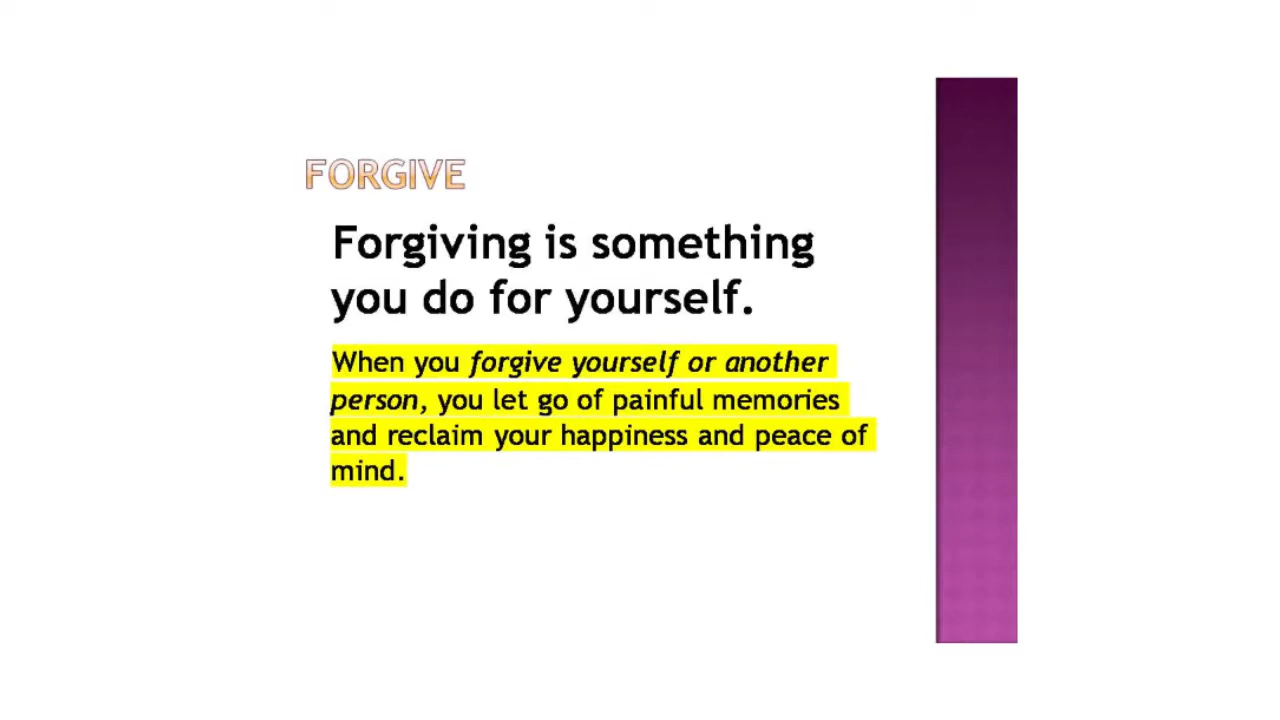 FORGIVE
Forgiving is something
you do for yourself.
When you forgive yourself or another
person, you let go of painful memories
and reclaim your happiness and peace of
mind.